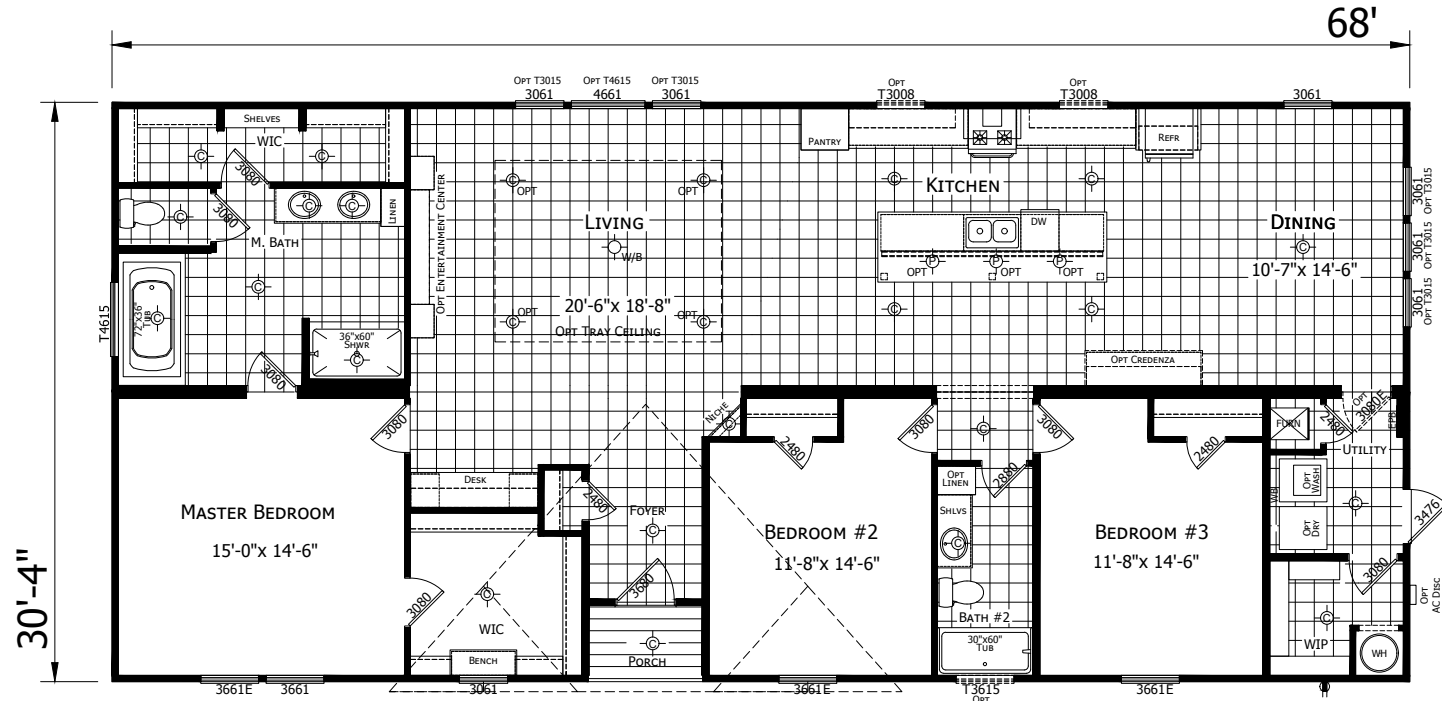 68'
30'-4"
OPT T3015
3061
OPT T4615
4661
OPT T3015
3061
OPT
T3008
OPT
T3008
3061
SHELVES
WIC
C
C
3080
3080
C
C
C
LINEN
M. BATH
C
72"x36"
TUB
C
T4615
36"x60"
SHWR
C
3080
OPT ENTERTAINMENT CENTER
C
OPT
C
OPT
LIVING
W/B
20'-6"x 18'-8"
C
OPT
C
OPT
OPT TRAY CEILING
PANTRY
REFR
C
KITCHEN
C
DW
P
OPT
P
OPT
P
OPT
C
C
DINING
C
10'-7"x 14'-6"
3061
OPT T3015
3061
OPT T3015
3061
OPT T3015
OPT CREDENZA
MASTER BEDROOM
15'-0"x 14'-6"
3080
3080
DESK
2480
FOYER
C
NICHE
C
C
WIC
BENCH
3680
C
PORCH
2480
3080
BEDROOM #2
11'-8"x 14'-6"
C
2880
OPT
LINEN
SHLVS
C
BATH #2
30"x60"
TUB
3080
2480
BEDROOM #3
11'-8"x 14'-6"
FURN
2480
OPT
3080E
EPB
UTILITY
WB
OPT
WASH
C
OPT
DRY
3476
3080
C
WIP
WH
OPT
AC DISC
3661E
3661
3061
3661E
T3615
OPT
3661E